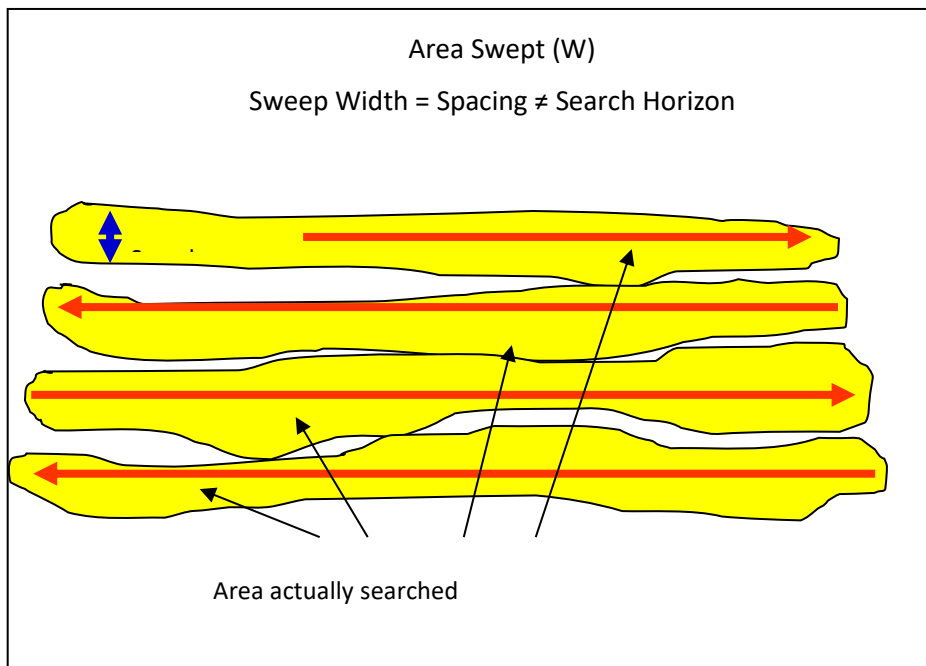 Area Swept (W)
Sweep Width = Spacing ≠ Search Horizon
Area actually searched